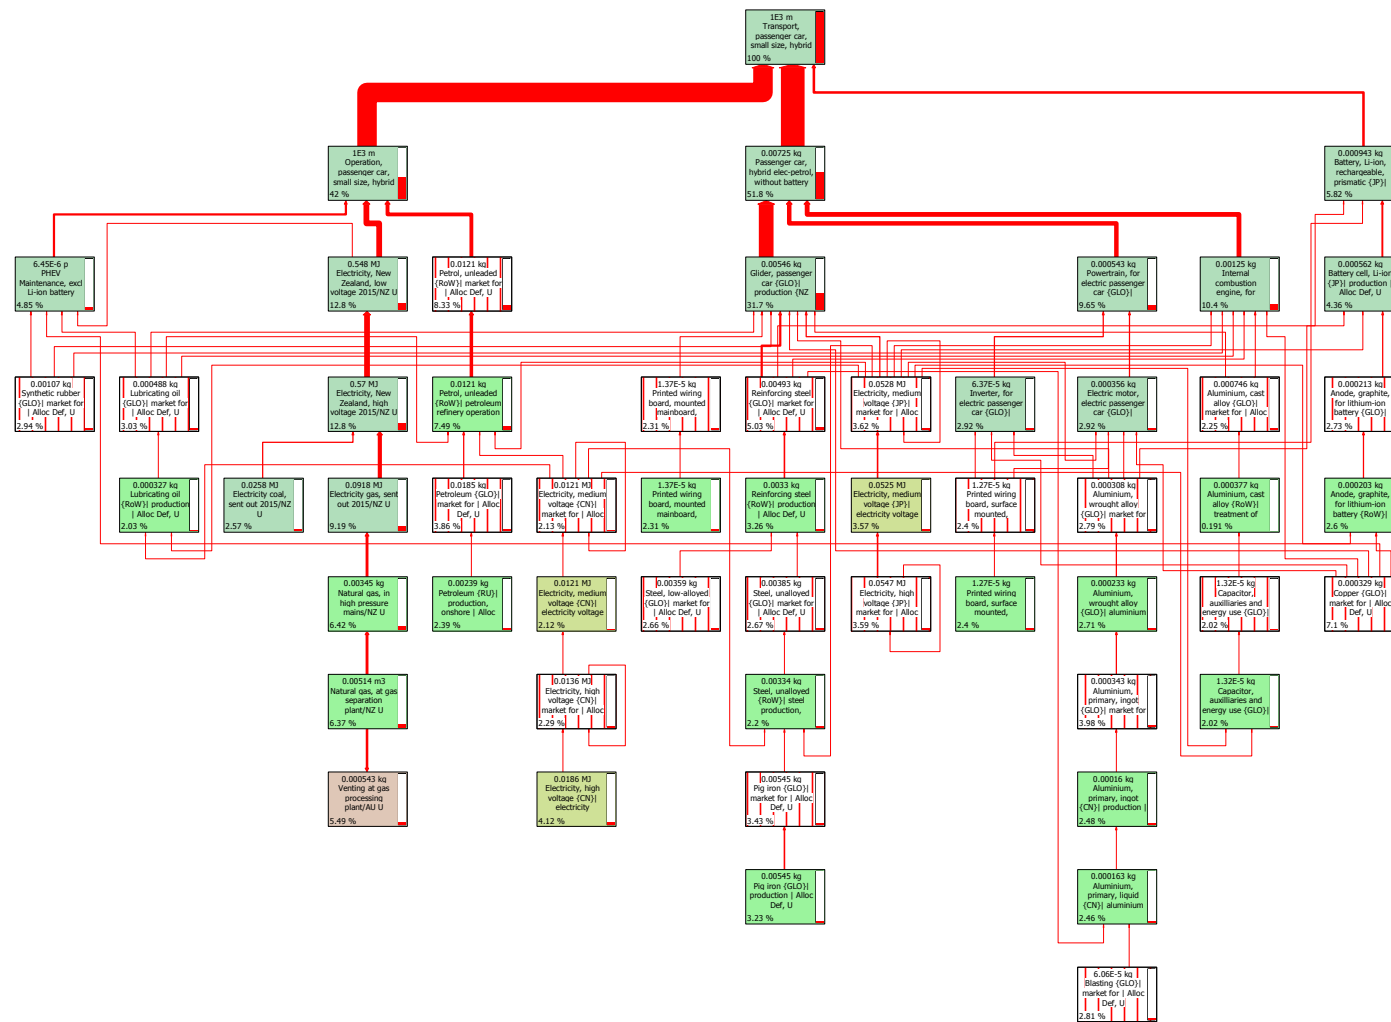 1E3 m
Transport,
passenger car,
small size, hybrid
100 %
1E3 m
Operation,
passenger car,
small size, hybrid
42 %
0.00725 kg
Passenger car,
hybrid elec-petrol,
without battery
51.8 %
0.000943 kg
Battery, Li-ion,
rechargeable,
prismatic {JP}|
5.82 %
6.45E-6 p
PHEV
Maintenance, excl
Li-ion battery
4.85 %
0.548 MJ
Electricity, New
Zealand, low
voltage 2015/NZ U
12.8 %
0.0121 kg
Petrol, unleaded
{RoW}| market for
| Alloc Def, U
8.33 %
0.00546 kg
Glider, passenger
car {GLO}|
production {NZ
31.7 %
0.000543 kg
Powertrain, for
electric passenger
car {GLO}|
9.65 %
0.00125 kg
Internal
combustion
engine, for
10.4 %
0.000562 kg
Battery cell, Li-ion
{JP}| production |
Alloc Def, U
4.36 %
0.00107 kg
Synthetic rubber
{GLO}| market for
| Alloc Def, U
2.94 %
0.000488 kg
Lubricating oil
{GLO}| market for
| Alloc Def, U
3.03 %
0.57 MJ
Electricity, New
Zealand, high
voltage 2015/NZ U
12.8 %
0.0121 kg
Petrol, unleaded
{RoW}| petroleum
refinery operation
7.49 %
1.37E-5 kg
Printed wiring
board, mounted
mainboard,
2.31 %
0.00493 kg
Reinforcing steel
{GLO}| market for
| Alloc Def, U
5.03 %
0.0528 MJ
Electricity, medium
voltage {JP}|
market for | Alloc
3.62 %
6.37E-5 kg
Inverter, for
electric passenger
car {GLO}|
2.92 %
0.000356 kg
Electric motor,
electric passenger
car {GLO}|
2.92 %
0.000746 kg
Aluminium, cast
alloy {GLO}|
market for | Alloc
2.25 %
0.000213 kg
Anode, graphite,
for lithium-ion
battery {GLO}|
2.73 %
0.000327 kg
Lubricating oil
{RoW}| production
| Alloc Def, U
2.03 %
0.0258 MJ
Electricity coal,
sent out 2015/NZ
U
2.57 %
0.0918 MJ
Electricity gas, sent
out 2015/NZ U
9.19 %
0.0185 kg
Petroleum {GLO}|
market for | Alloc
Def, U
3.86 %
0.0121 MJ
Electricity, medium
voltage {CN}|
market for | Alloc
2.13 %
1.37E-5 kg
Printed wiring
board, mounted
mainboard,
2.31 %
0.0033 kg
Reinforcing steel
{RoW}| production
| Alloc Def, U
3.26 %
0.0525 MJ
Electricity, medium
voltage {JP}|
electricity voltage
3.57 %
1.27E-5 kg
Printed wiring
board, surface
mounted,
2.4 %
0.000308 kg
Aluminium,
wrought alloy
{GLO}| market for
2.79 %
0.000377 kg
Aluminium, cast
alloy {RoW}|
treatment of
0.191 %
0.000203 kg
Anode, graphite,
for lithium-ion
battery {RoW}|
2.6 %
0.00345 kg
Natural gas, in
high pressure
mains/NZ U
6.42 %
0.00239 kg
Petroleum {RU}|
production,
onshore | Alloc
2.39 %
0.0121 MJ
Electricity, medium
voltage {CN}|
electricity voltage
2.12 %
0.00359 kg
Steel, low-alloyed
{GLO}| market for
| Alloc Def, U
2.66 %
0.00385 kg
Steel, unalloyed
{GLO}| market for
| Alloc Def, U
2.67 %
0.0547 MJ
Electricity, high
voltage {JP}|
market for | Alloc
3.59 %
1.27E-5 kg
Printed wiring
board, surface
mounted,
2.4 %
0.000233 kg
Aluminium,
wrought alloy
{GLO}| aluminium
2.71 %
1.32E-5 kg
Capacitor,
auxilliaries and
energy use {GLO}|
2.02 %
0.000329 kg
Copper {GLO}|
market for | Alloc
Def, U
7.1 %
0.00514 m3
Natural gas, at gas
separation
plant/NZ U
6.37 %
0.0136 MJ
Electricity, high
voltage {CN}|
market for | Alloc
2.29 %
0.00334 kg
Steel, unalloyed
{RoW}| steel
production,
2.2 %
0.000343 kg
Aluminium,
primary, ingot
{GLO}| market for
3.98 %
1.32E-5 kg
Capacitor,
auxilliaries and
energy use {GLO}|
2.02 %
0.000543 kg
Venting at gas
processing
plant/AU U
5.49 %
0.0186 MJ
Electricity, high
voltage {CN}|
electricity
4.12 %
0.00545 kg
Pig iron {GLO}|
market for | Alloc
Def, U
3.43 %
0.00016 kg
Aluminium,
primary, ingot
{CN}| production |
2.48 %
0.00545 kg
Pig iron {GLO}|
production | Alloc
Def, U
3.23 %
0.000163 kg
Aluminium,
primary, liquid
{CN}| aluminium
2.46 %
6.06E-5 kg
Blasting {GLO}|
market for | Alloc
Def, U
2.81 %